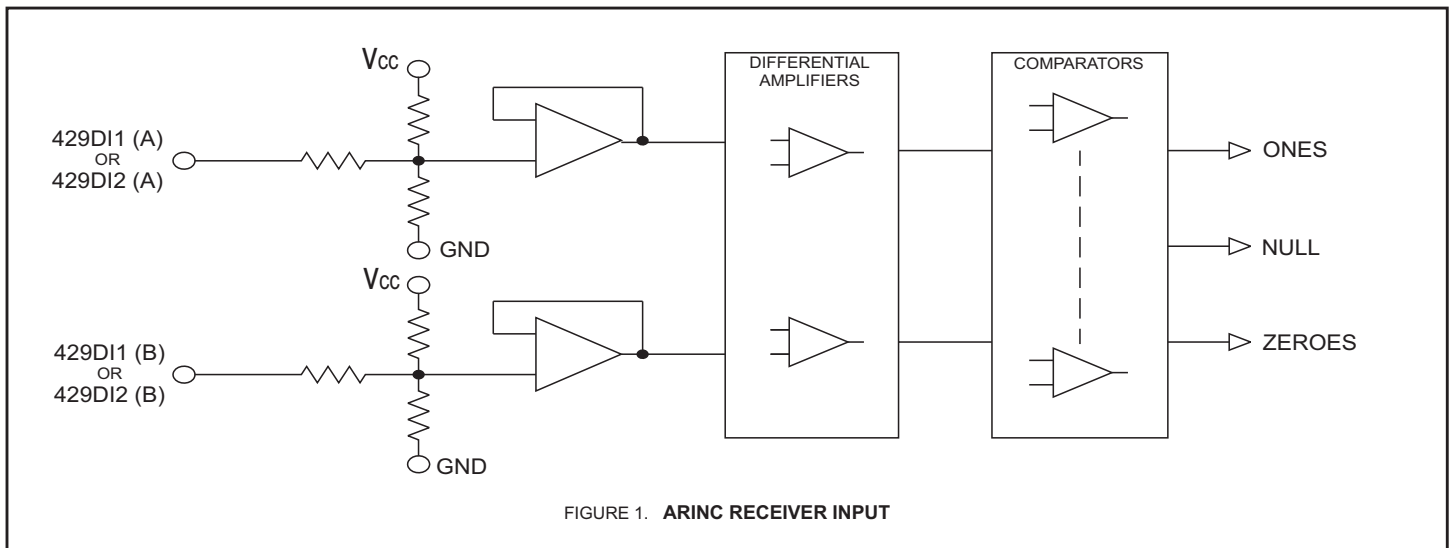 VCC
DIFFERENTIAL
AMPLIFIERS
COMPARATORS
429DI1 (A)
OR
429DI2 (A)
ONES
GND
NULL
VCC
429DI1 (B)
OR
429DI2 (B)
ZEROES
GND
FIGURE 1. ARINC RECEIVER INPUT